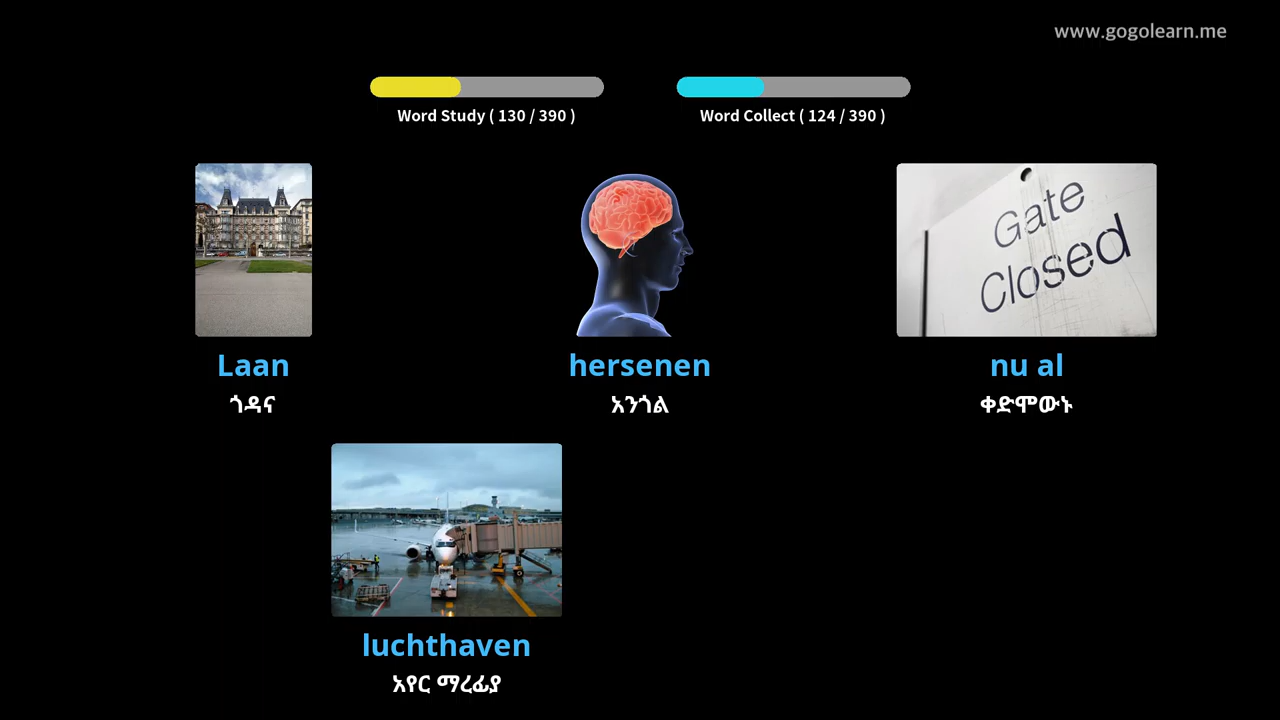 www.gogolearn.me
Word Study ( 130 / 390 )
Word Collect ( 124 / 390 )
Gate
Closed
Laan
ጎዳና
hersenen
አንጎል
nu al
ቀድሞውኑ
luchthaven
አየር ማረፊያ